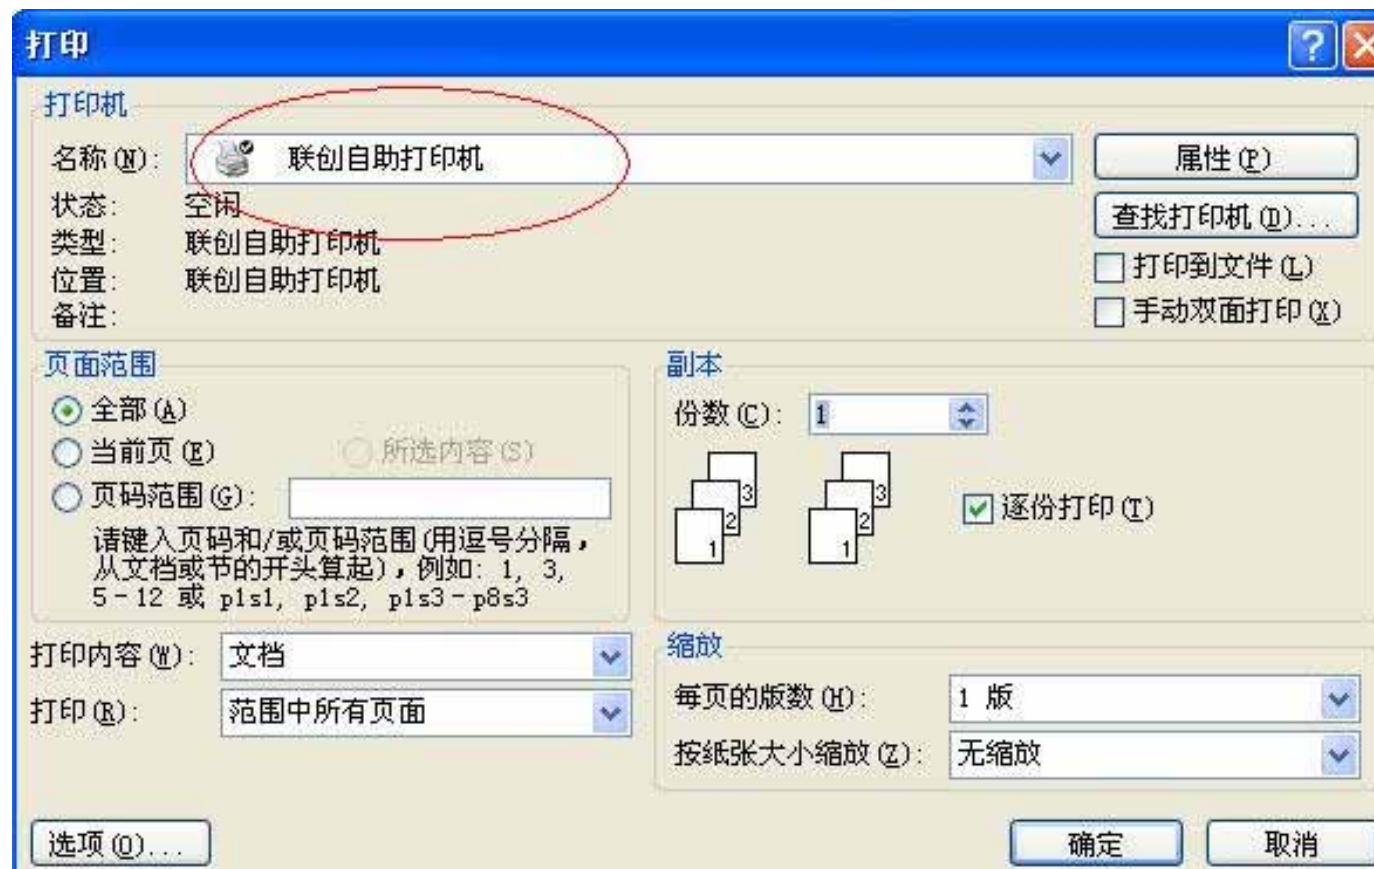 打印
打印机
名称(N): 联创自助打印机 属性(P)
状态: 空闲 查找打印机(D)...
类型: 联创自助打印机
位置: 联创自助打印机 打印到文件(L)
备注: 手动双面打印(X)
页面范围
全部(A)
当前页(E) 所选内容(S)
页码范围(G):
请键入页码和/或页码范围(用逗号分隔，
从文档或节的开头算起)，例如: 1, 3,
5-12 或 p1s1, p1s2, p1s3-p8s3
副本
份数(C): 1
1 2 3 1 2 3
逐份打印(T)
打印内容(W): 文档
打印(R): 范围中所有页面
缩放
每页的版数(H): 1 版
按纸张大小缩放(Z): 无缩放
选项(O)... 确定 取消